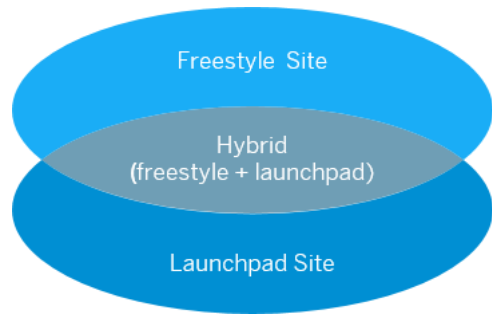 Freestyle Site
Hybrid
(freestyle + launchpad)
Launchpad Site